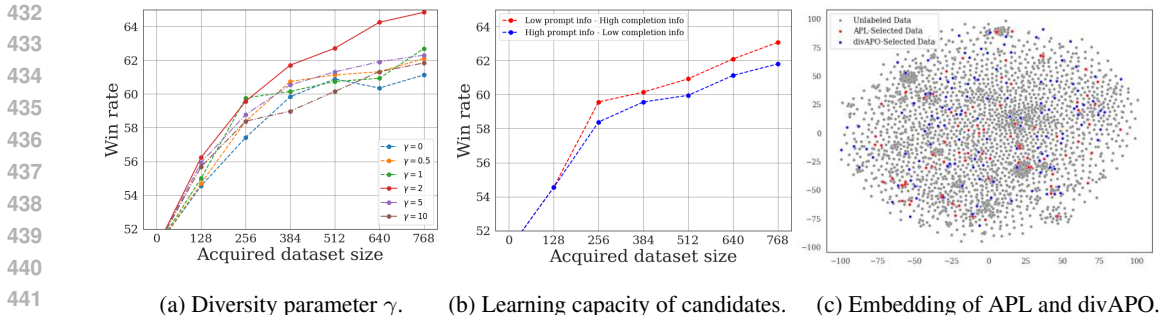 432
433
434
435
436
437
438
439
440
441
Win rate
64
62
60
58
56
54
52
0 128 256 384 512 640 768
Acquired dataset size
γ = 0
γ = 0.5
γ = 1
γ = 2
γ = 5
γ = 10
(a) Diversity parameter γ.
Win rate
64
62
60
58
56
54
52
0 128 256 384 512 640 768
Acquired dataset size
Low prompt info - High completion info
High prompt info - Low completion info
(b) Learning capacity of candidates.
100
75
50
25
0
−25
−50
−75
−100
−100 −75 −50 −25 0 25 50 75 100
Unlabeled Data
APL-Selected Data
divAPO-Selected Data
(c) Embedding of APL and divAPO.